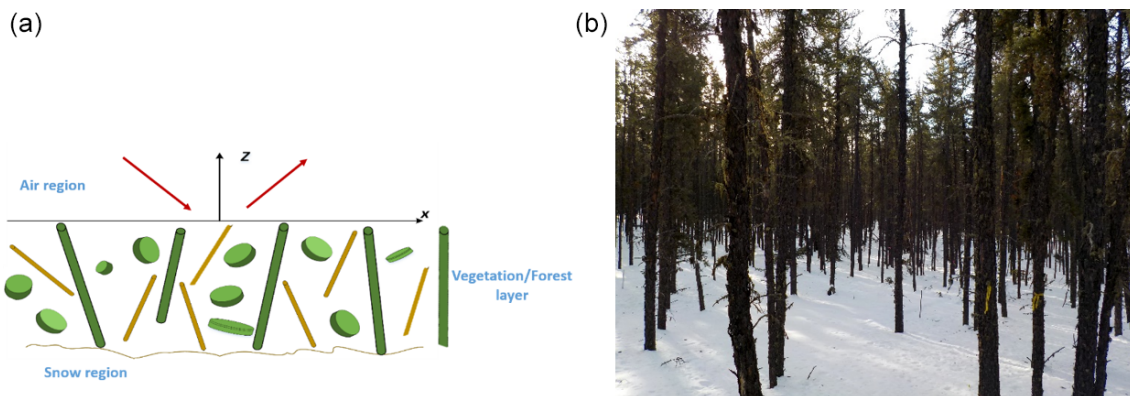 (a)
(b)
Z
Air region
x
Vegetation/Forest
layer
Snow region